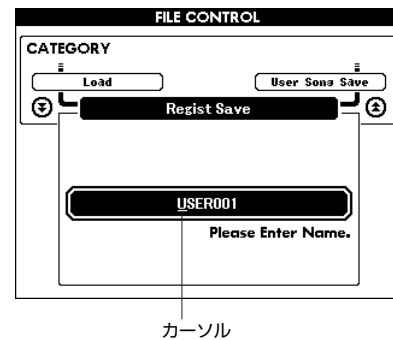 FILE CONTROL
CATEGORY
Load
User Song Save
Regist Save
USER001
Please Enter Name.
カーソル